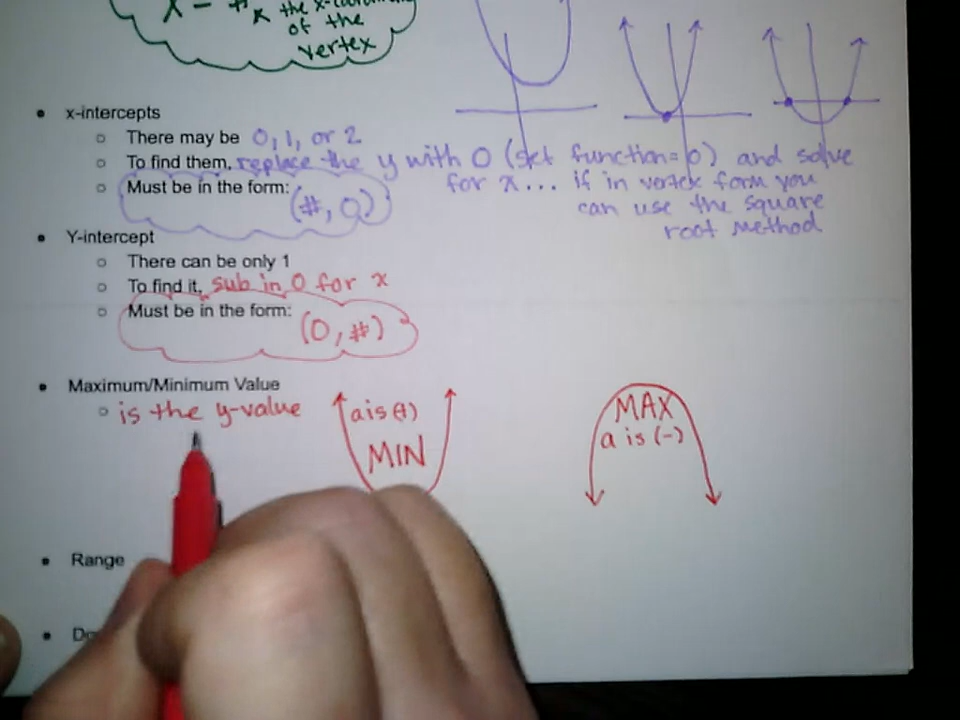 the x-coordin
of the
vertex
• x-intercepts
○ There may be 0, 1, or 2
○ To find them, replace the y with 0 (set function=0) and solve
for x... if in vertex form you
can use the square
root method
○ Must be in the form: (#, 0)
• Y-intercept
○ There can be only 1
○ To find it, sub in 0 for x
○ Must be in the form: (0, #)
• Maximum/Minimum Value
○ is the y-value
a is (+)
MIN
MAX
a is (-)
• Range